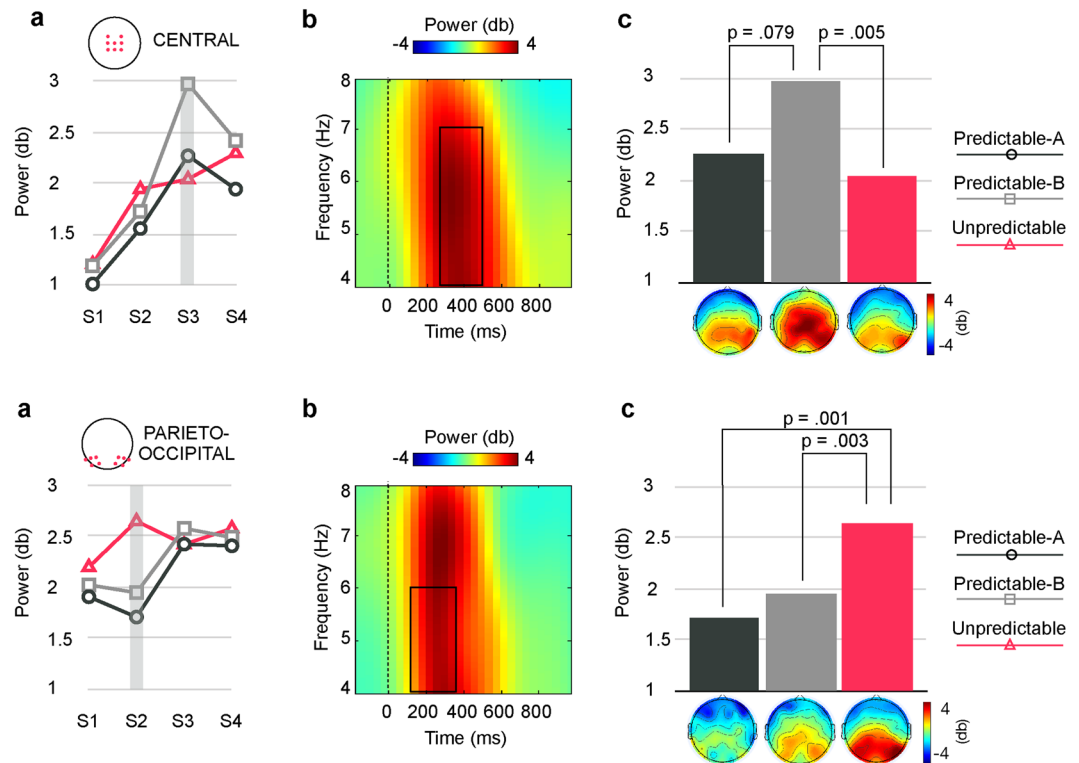 a
CENTRAL
3
2.5
2
1.5
1
Power (db)
S1 S2 S3 S4
b
Power (db)
-4 4
8
7
6
5
4
Frequency (Hz)
0 200 400 600 800
Time (ms)
c
p = .079 p = .005
3
2.5
2
1.5
1
Power (db)
4
-4
(db)
Predictable-A
Predictable-B
Unpredictable
a
PARIETO-
OCCIPITAL
3
2.5
2
1.5
1
Power (db)
S1 S2 S3 S4
b
Power (db)
-4 4
8
7
6
5
4
Frequency (Hz)
0 200 400 600 800
Time (ms)
c
p = .001
p = .003
3
2.5
2
1.5
1
Power (db)
4
-4
(db)
Predictable-A
Predictable-B
Unpredictable